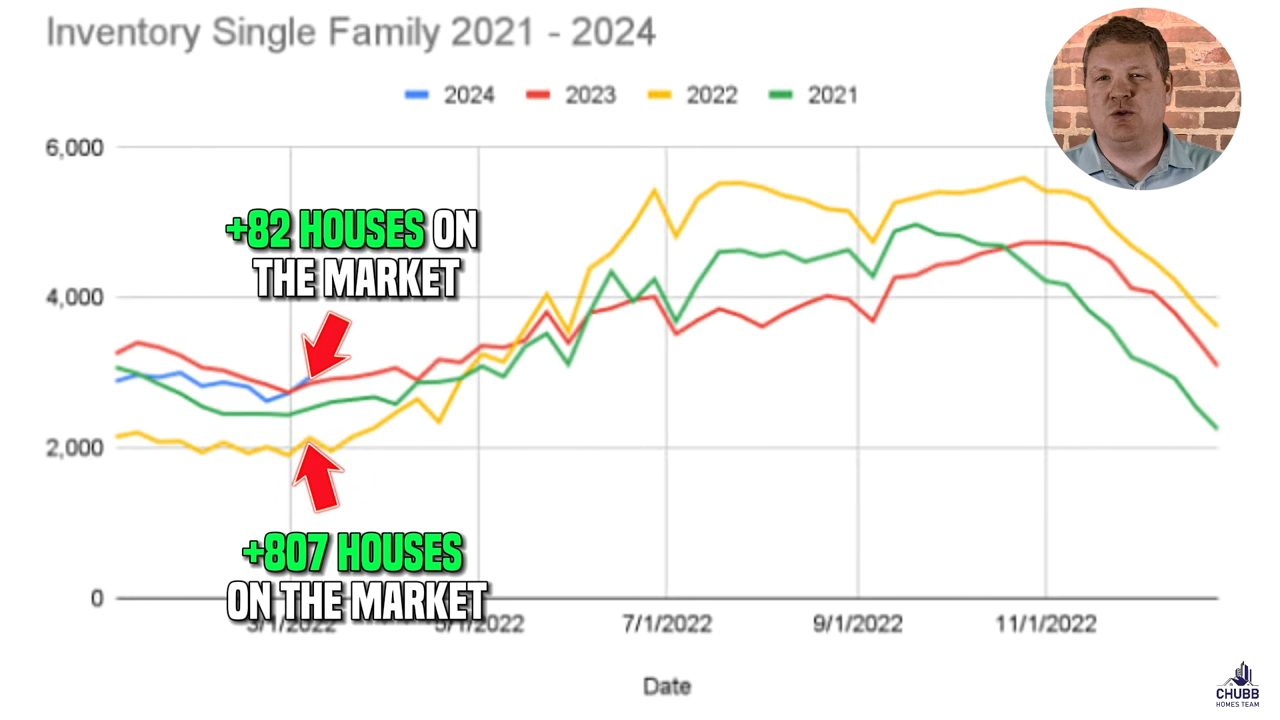 Inventory Single Family 2021 - 2024
2024 2023 2022 2021
6,000
+82 HOUSES ON
THE MARKET
4,000
2,000
+807 HOUSES
ON THE MARKET
0
3/1/2022 5/1/2022 7/1/2022 9/1/2022 11/1/2022
Date
CHUBB
HOMES TEAM